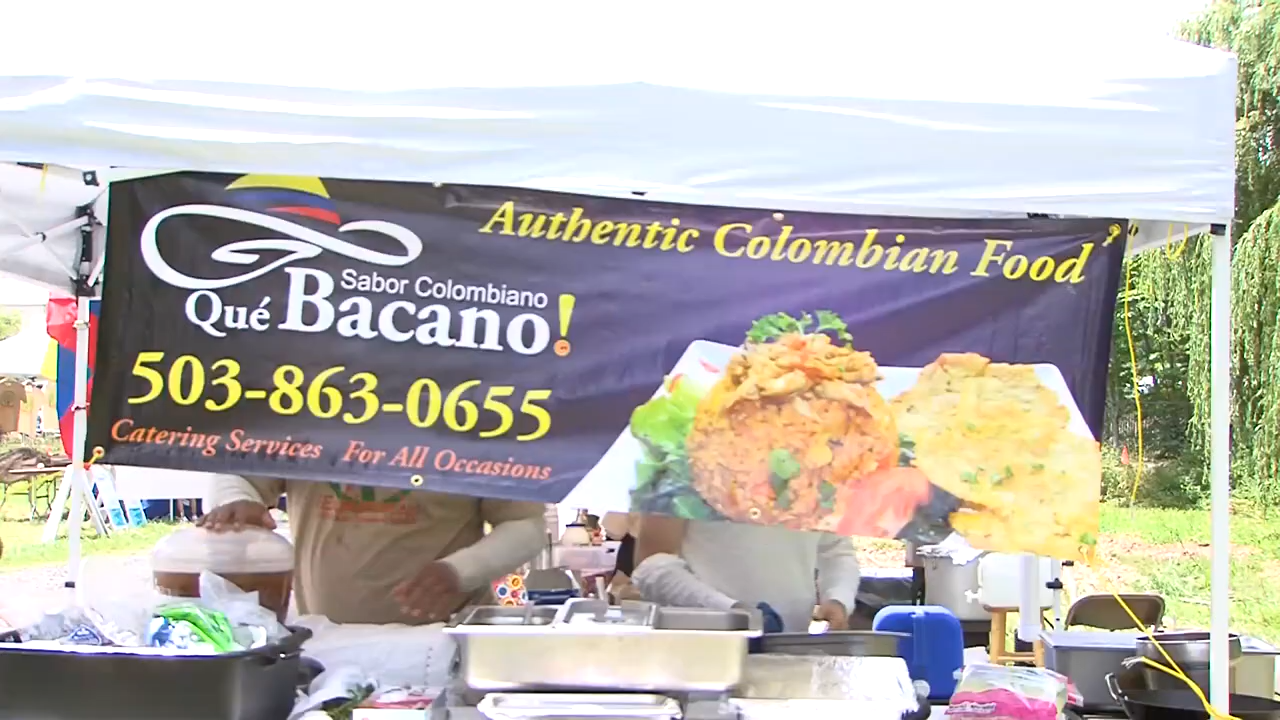 Authentic Colombian Food
Sabor Colombiano
Qué Bacano!
503-863-0655
Catering Services For All Occasions